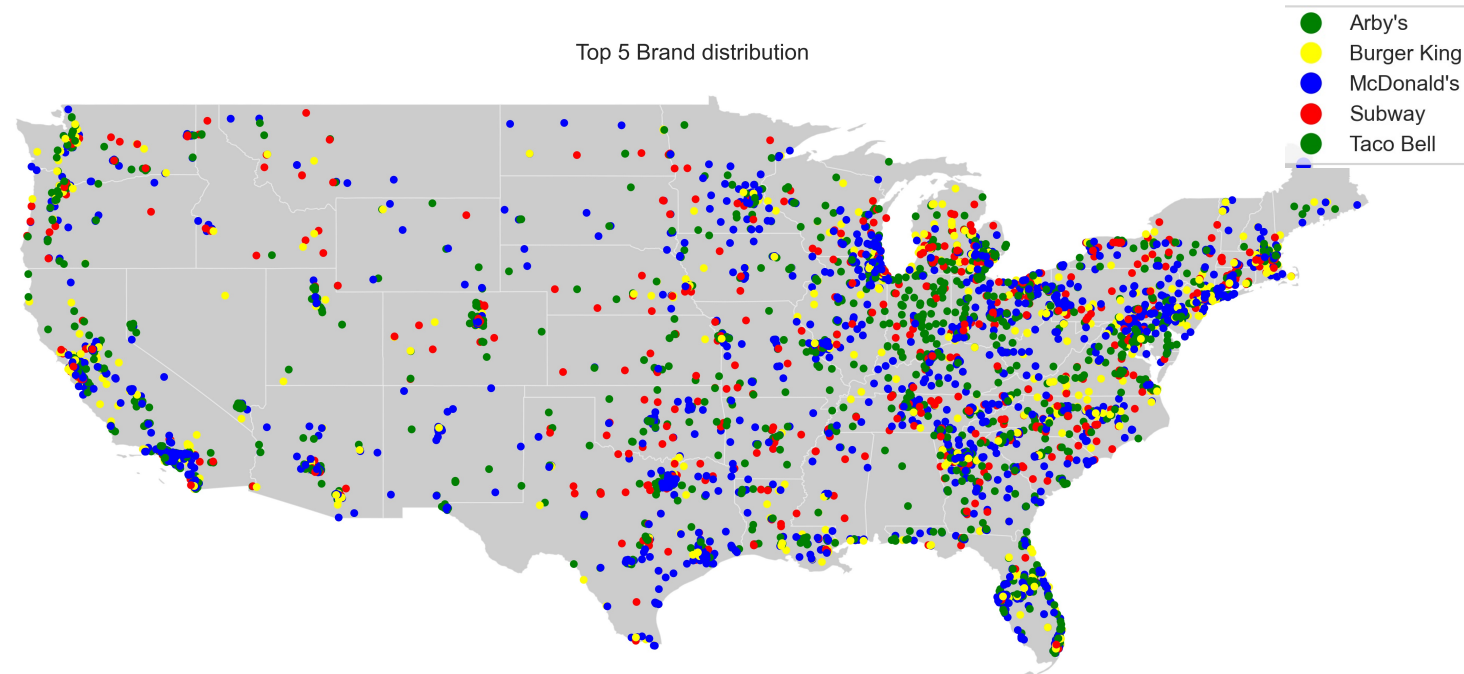 Top 5 Brand distribution
Arby's
Burger King
McDonald's
Subway
Taco Bell